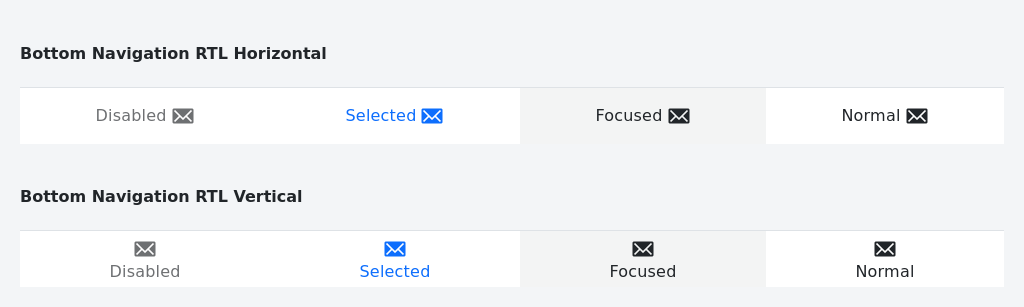 Bottom Navigation RTL Horizontal
Disabled Selected Focused Normal
Bottom Navigation RTL Vertical
Disabled Selected Focused Normal